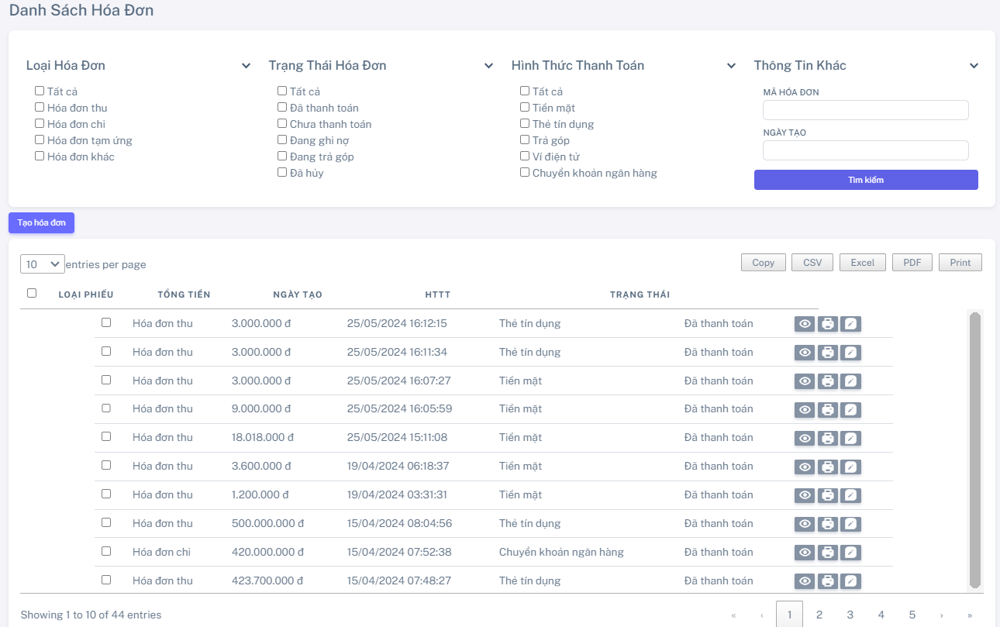 Danh Sách Hóa Đơn
Loại Hóa Đơn
Tất cả
Hóa đơn thu
Hóa đơn chi
Hóa đơn tạm ứng
Hóa đơn khác
Trạng Thái Hóa Đơn
Tất cả
Đã thanh toán
Chưa thanh toán
Đang ghi nợ
Đang trả góp
Đã hủy
Hình Thức Thanh Toán
Tất cả
Tiền mặt
Thẻ tín dụng
Trả góp
Ví điện tử
Chuyển khoản ngân hàng
Thông Tin Khác
MÃ HÓA ĐƠN
NGÀY TẠO
Tìm kiếm
Tạo hóa đơn
10 entries per page
Copy CSV Excel PDF Print
LOẠI PHIẾU TỔNG TIỀN NGÀY TẠO HTTT TRẠNG THÁI
Hóa đơn thu 3.000.000 đ 25/05/2024 16:12:15 Thẻ tín dụng Đã thanh toán
Hóa đơn thu 3.000.000 đ 25/05/2024 16:11:34 Thẻ tín dụng Đã thanh toán
Hóa đơn thu 3.000.000 đ 25/05/2024 16:07:27 Tiền mặt Đã thanh toán
Hóa đơn thu 9.000.000 đ 25/05/2024 16:05:59 Tiền mặt Đã thanh toán
Hóa đơn thu 18.018.000 đ 25/05/2024 15:11:08 Tiền mặt Đã thanh toán
Hóa đơn thu 3.600.000 đ 19/04/2024 06:18:37 Tiền mặt Đã thanh toán
Hóa đơn thu 1.200.000 đ 19/04/2024 03:31:31 Tiền mặt Đã thanh toán
Hóa đơn thu 500.000.000 đ 15/04/2024 08:04:56 Thẻ tín dụng Đã thanh toán
Hóa đơn chi 420.000.000 đ 15/04/2024 07:52:38 Chuyển khoản ngân hàng Đã thanh toán
Hóa đơn thu 423.700.000 đ 15/04/2024 07:48:27 Thẻ tín dụng Đã thanh toán
Showing 1 to 10 of 44 entries
« ‹ 1 2 3 4 5 › »